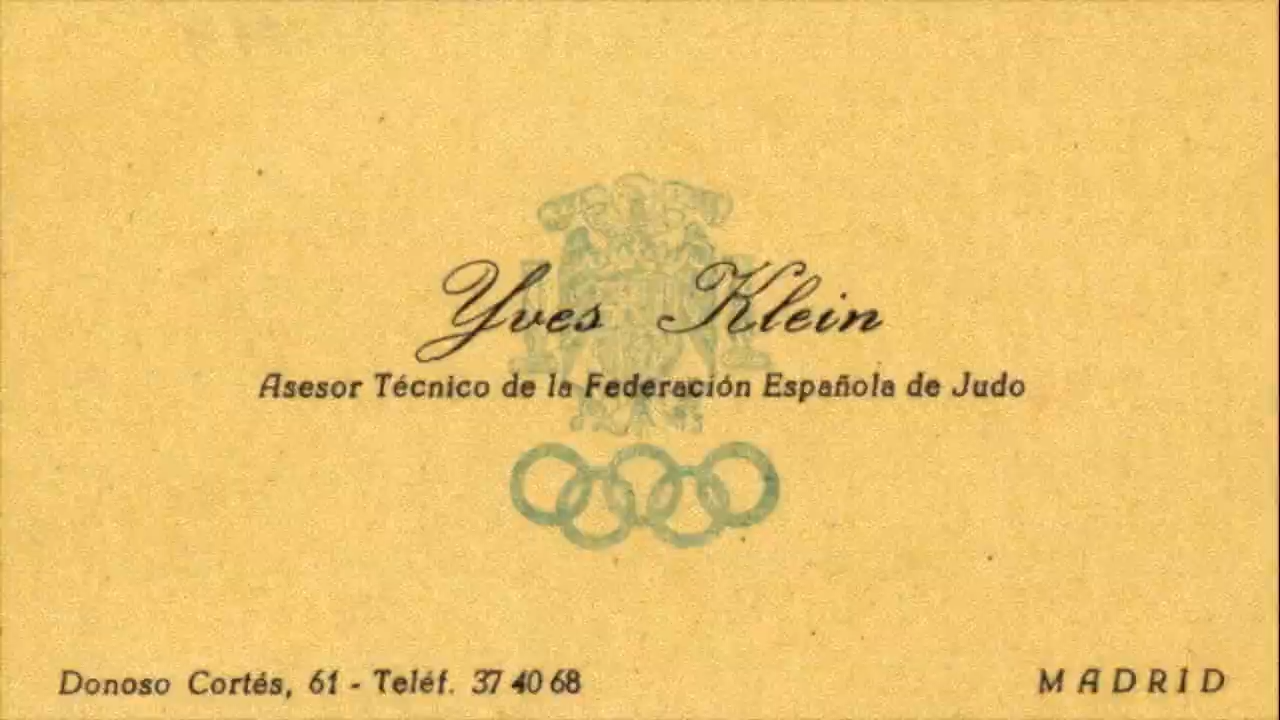 Yves Klein
Asesor Técnico de la Federación Española de Judo
Donoso Cortés, 61 - Teléf. 37 40 68
MADRID